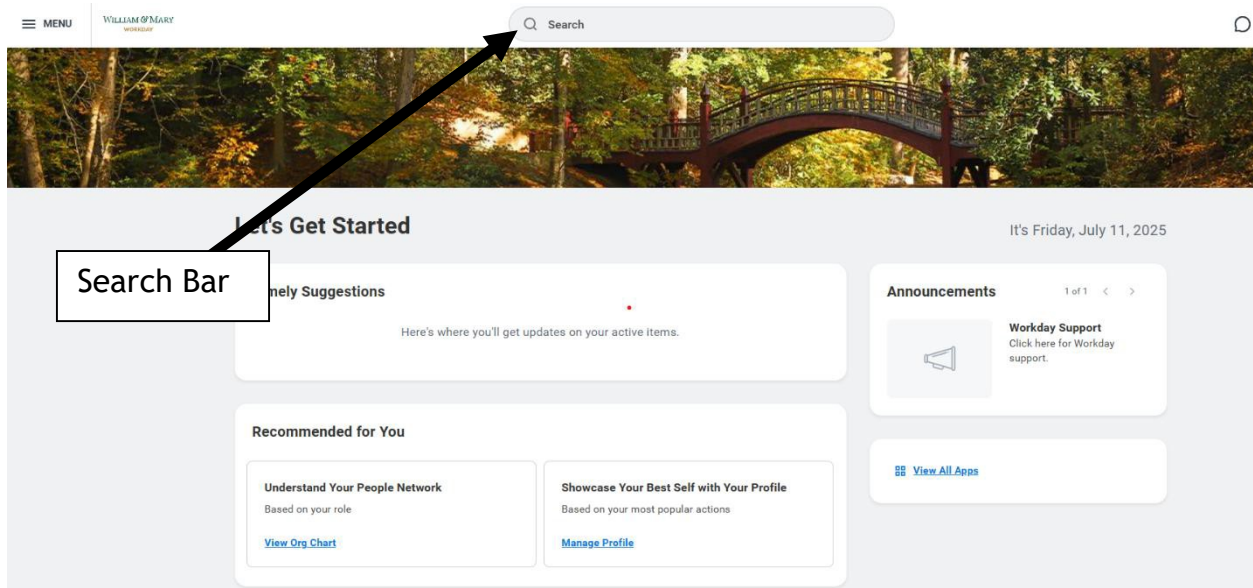 MENU
WILLIAM & MARY
WORKDAY
Search
Let's Get Started
It's Friday, July 11, 2025
Search Bar
mely Suggestions
Here's where you'll get updates on your active items.
Announcements
1 of 1
Workday Support
Click here for Workday
support.
Recommended for You
Understand Your People Network
Based on your role
View Org Chart
Showcase Your Best Self with Your Profile
Based on your most popular actions
Manage Profile
View All Apps